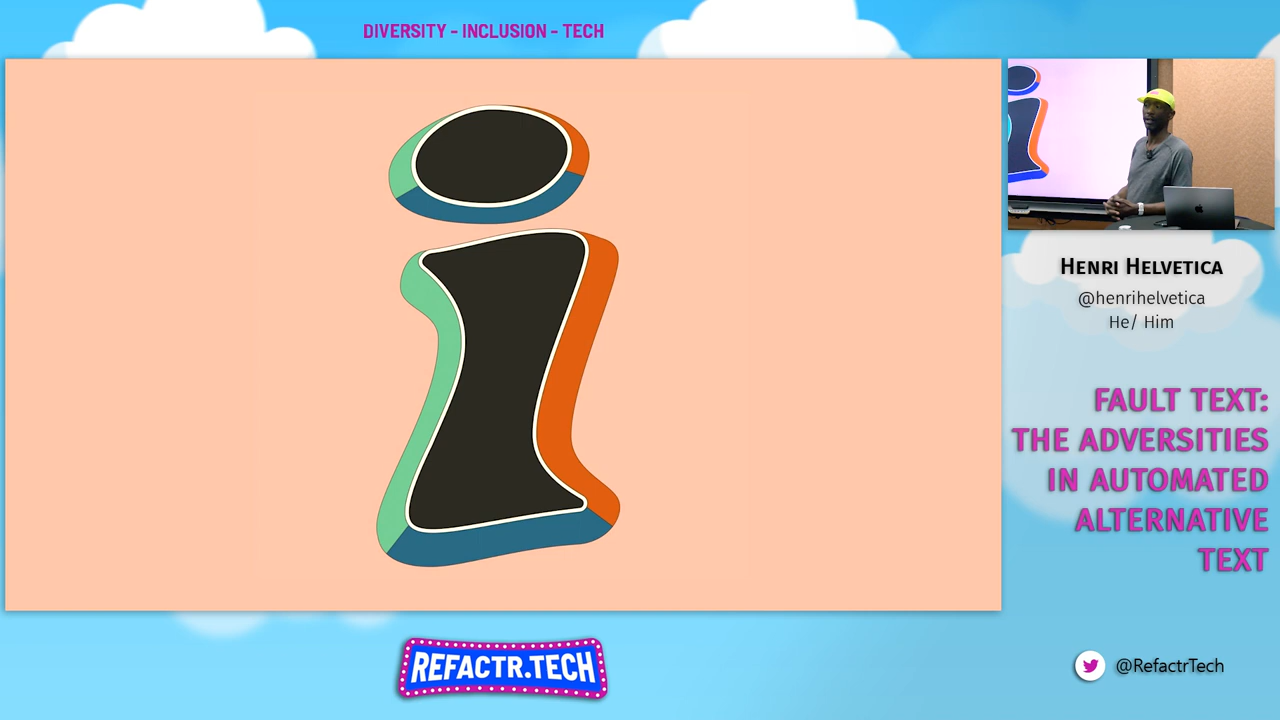 DIVERSITY - INCLUSION - TECH
i
HENRI HELVETICA
@henrihelvetica
He/ Him
FAULT TEXT:
THE ADVERSITIES
IN AUTOMATED
ALTERNATIVE
TEXT
REFACTR.TECH
@RefactrTech